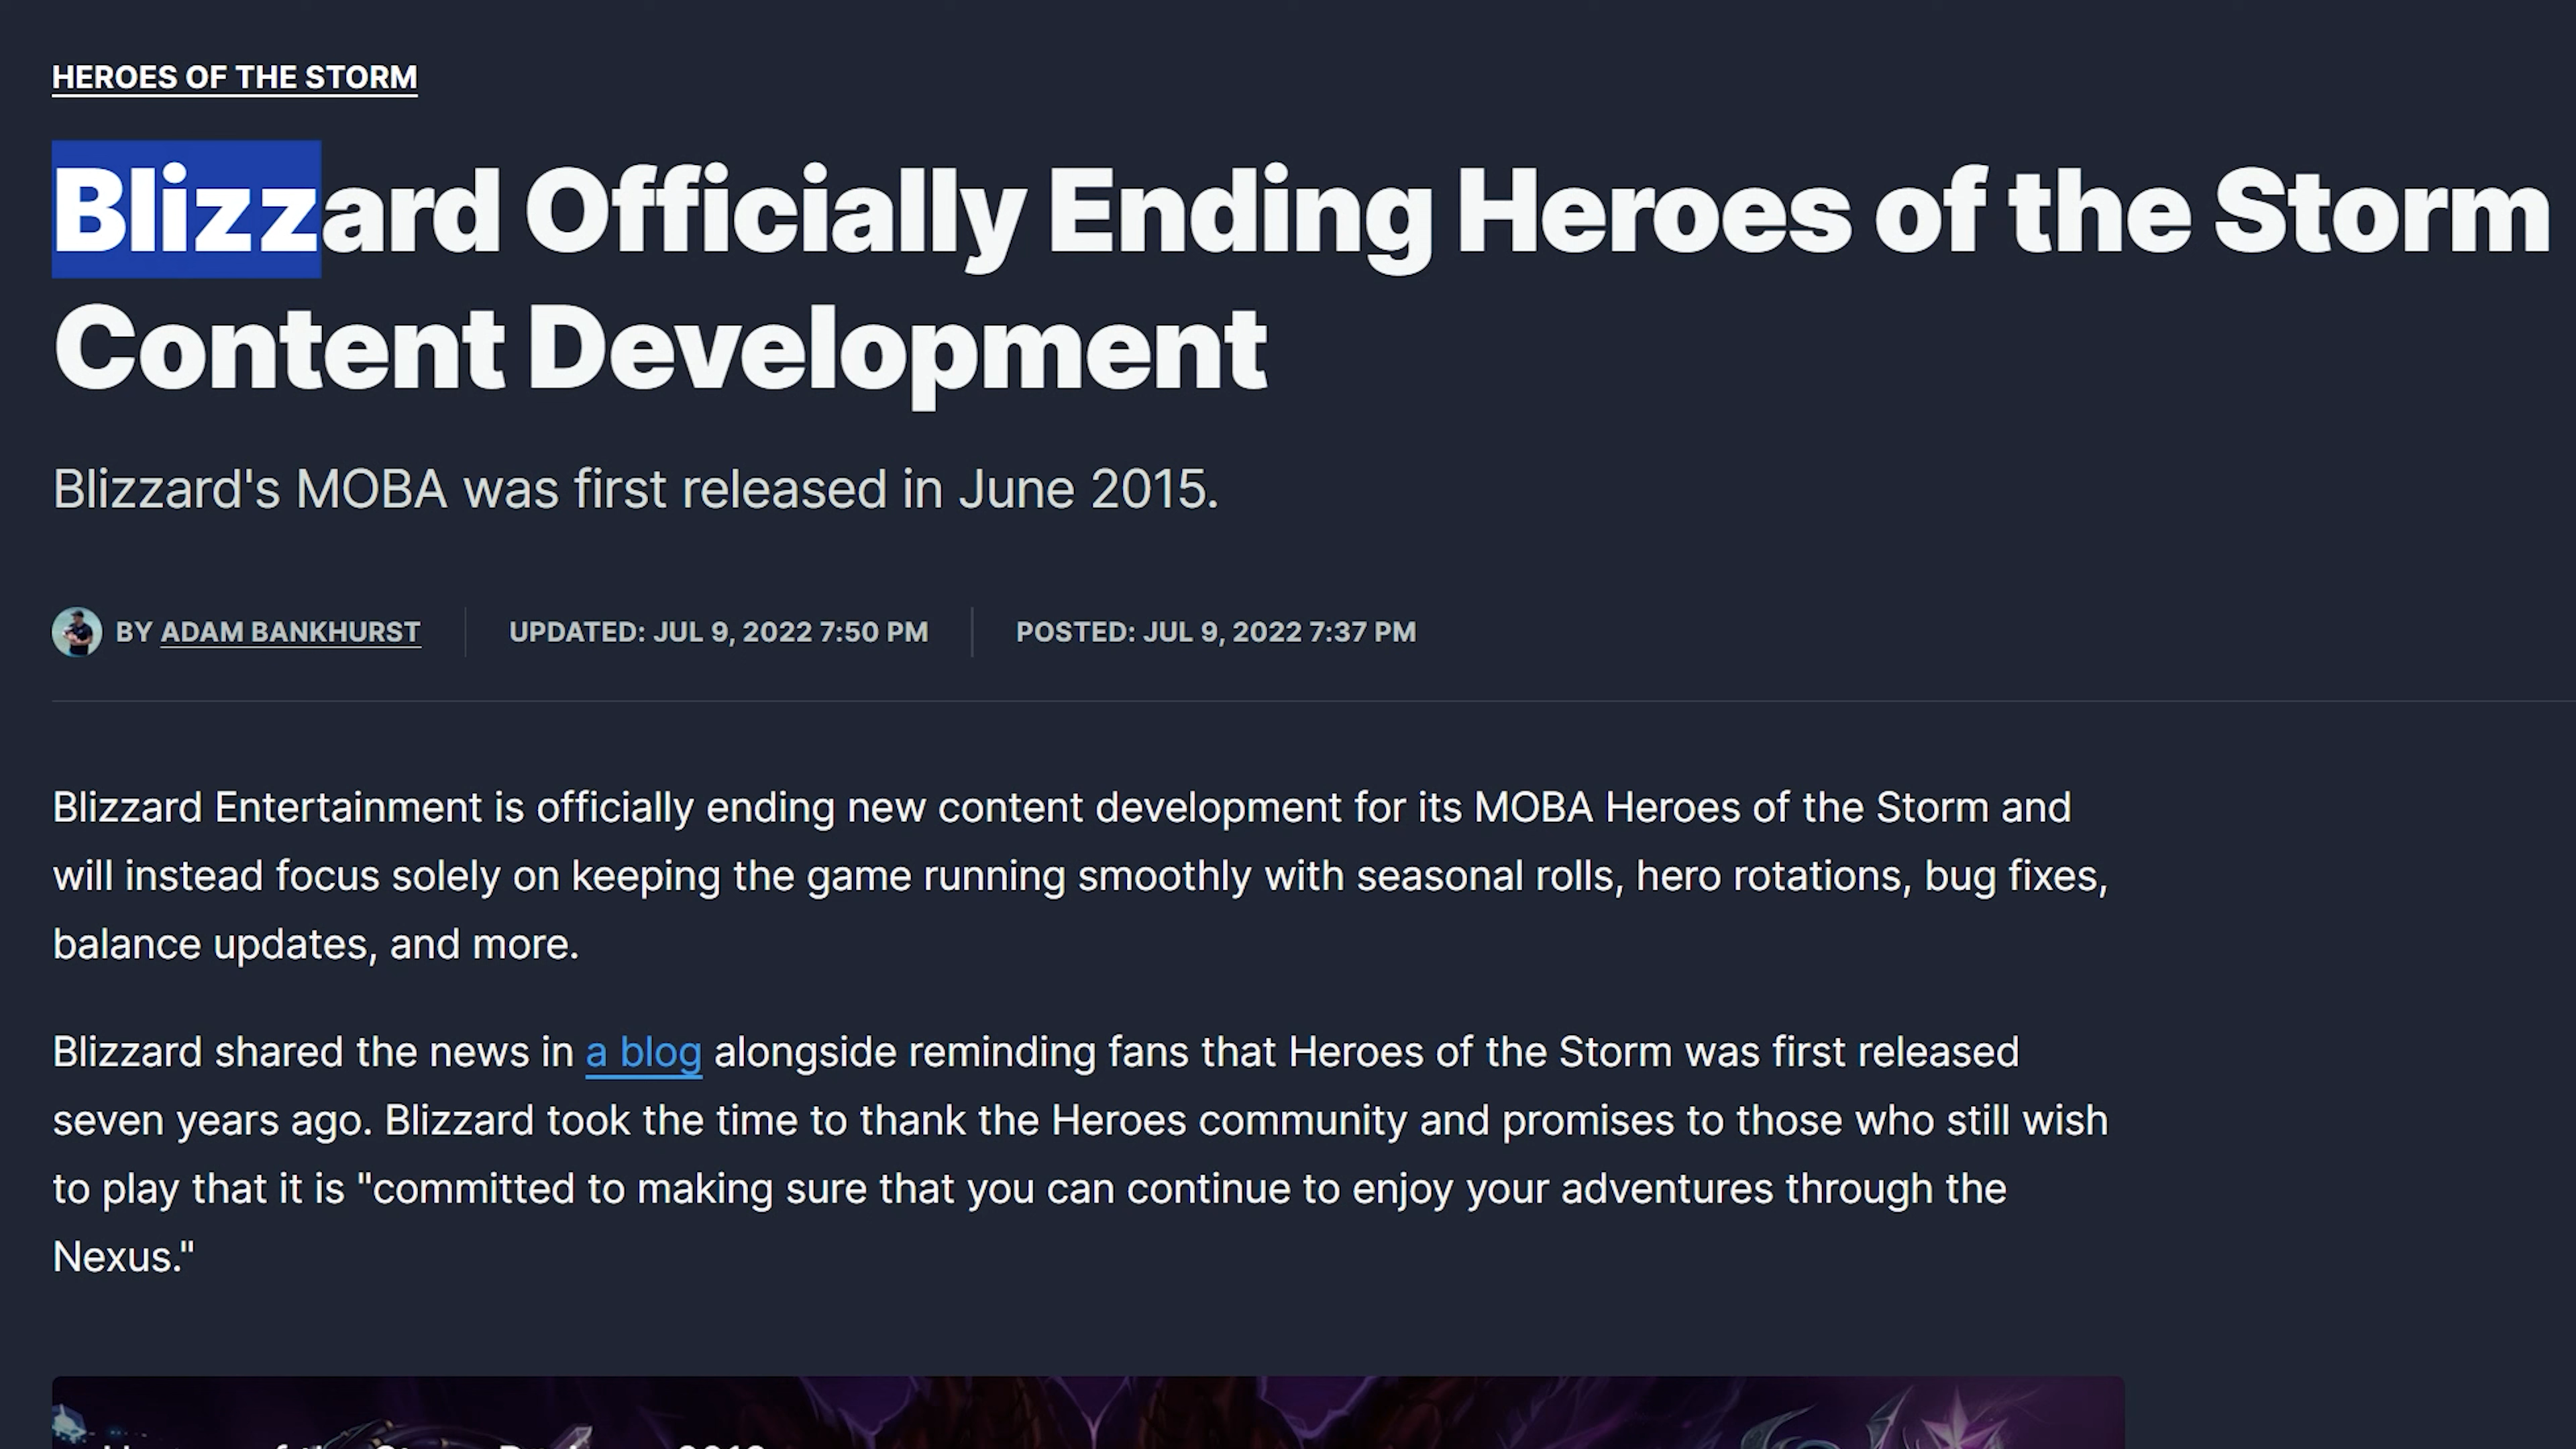 HEROES OF THE STORM
Blizzard Officially Ending Heroes of the Storm
Content Development
Blizzard's MOBA was first released in June 2015.
BY ADAM BANKHURST
UPDATED: JUL 9, 2022 7:50 PM
POSTED: JUL 9, 2022 7:37 PM
Blizzard Entertainment is officially ending new content development for its MOBA Heroes of the Storm and
will instead focus solely on keeping the game running smoothly with seasonal rolls, hero rotations, bug fixes,
balance updates, and more.
Blizzard shared the news in a blog alongside reminding fans that Heroes of the Storm was first released
seven years ago. Blizzard took the time to thank the Heroes community and promises to those who still wish
to play that it is "committed to making sure that you can continue to enjoy your adventures through the
Nexus."